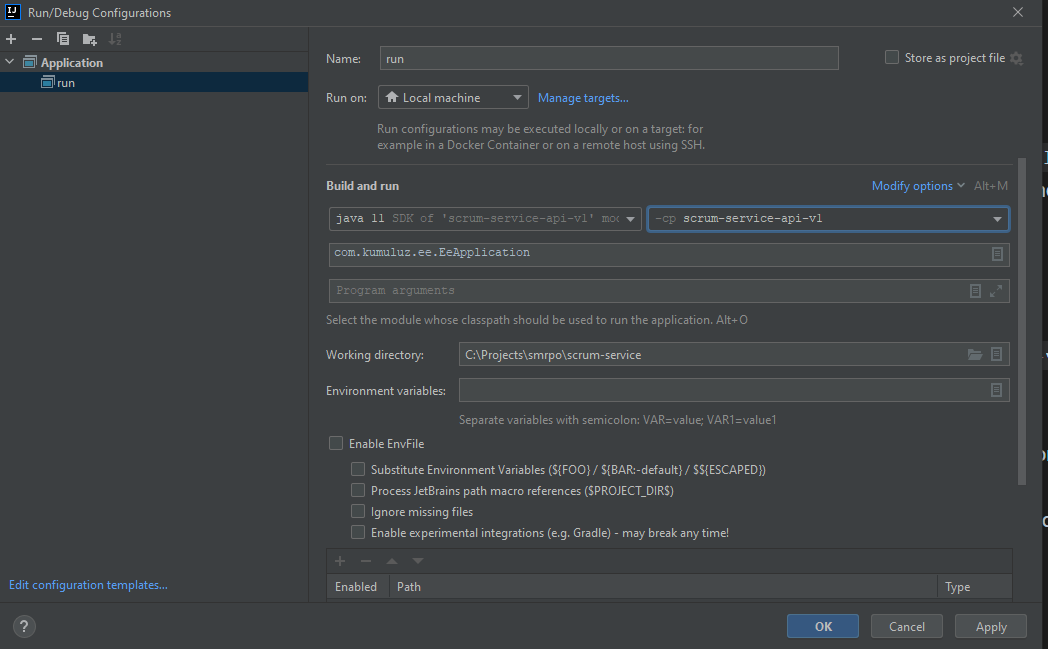 Run/Debug Configurations
Application
run
Name: run Store as project file
Run on: Local machine Manage targets...
Run configurations may be executed locally or on a target: for
example in a Docker Container or on a remote host using SSH.
Build and run Modify options Alt+M
java 11 SDK of 'scrum-service-api-v1' -cp scrum-service-api-v1
com.kumuluz.ee.EeApplication
Program arguments
Select the module whose classpath should be used to run the application. Alt+O
Working directory: C:\Projects\smrpo\scrum-service
Environment variables:
Separate variables with semicolon: VAR=value; VAR1=value1
Enable EnvFile
Substitute Environment Variables (${FOO} / ${BAR:-default} / $${ESCAPED})
Process JetBrains path macro references ($PROJECT_DIR$)
Ignore missing files
Enable experimental integrations (e.g. Gradle) - may break any time!
Enabled Path Type
Edit configuration templates...
? OK Cancel Apply